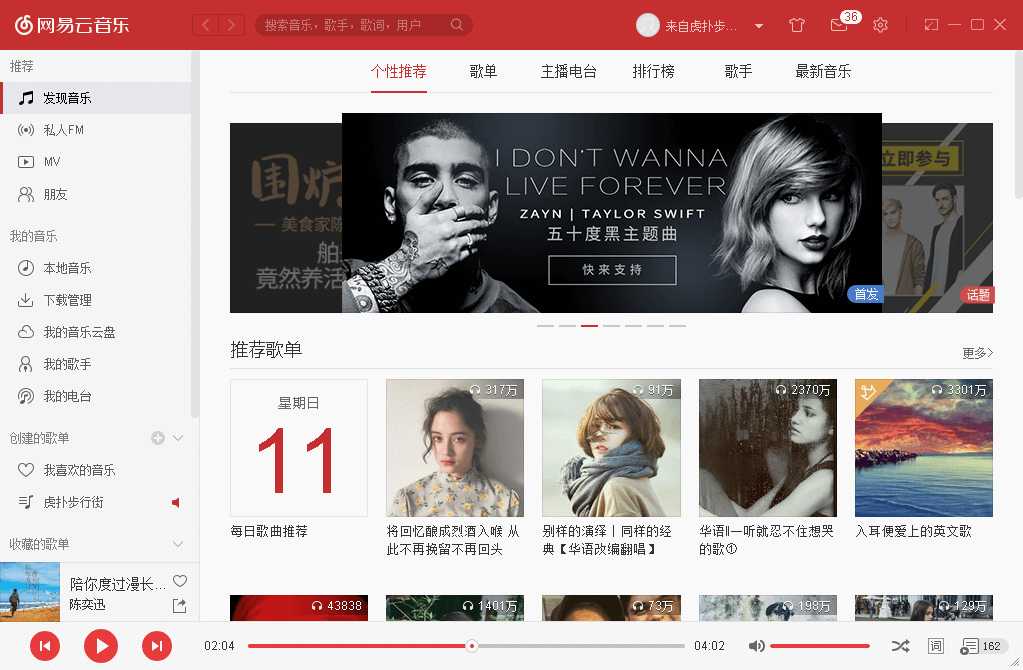 网易云音乐
搜索音乐，歌手，歌词，用户
来自虎扑步...
36
推荐
发现音乐
私人FM
MV
朋友
我的音乐
本地音乐
下载管理
我的音乐云盘
我的歌手
我的电台
创建的歌单
我喜欢的音乐
虎扑步行街
收藏的歌单
陪你度过漫长...
陈奕迅
个性推荐 歌单 主播电台 排行榜 歌手 最新音乐
围炉
美食家陈
舶
竟然养活
I DON'T WANNA
LIVE FOREVER
ZAYN | TAYLOR SWIFT
五十度黑主题曲
快来支持
首发
立即参与
话题
推荐歌单
更多
星期日
11
每日歌曲推荐
317万
将回忆酿成烈酒入喉 从
此不再挽留不再回头
91万
别样的演绎丨同样的经
典【华语改编翻唱】
2370万
华语‖一听就忍不住想哭
的歌①
3301万
入耳便爱上的英文歌
43838
1401万
73万
198万
129万
02:04
04:02
词
162